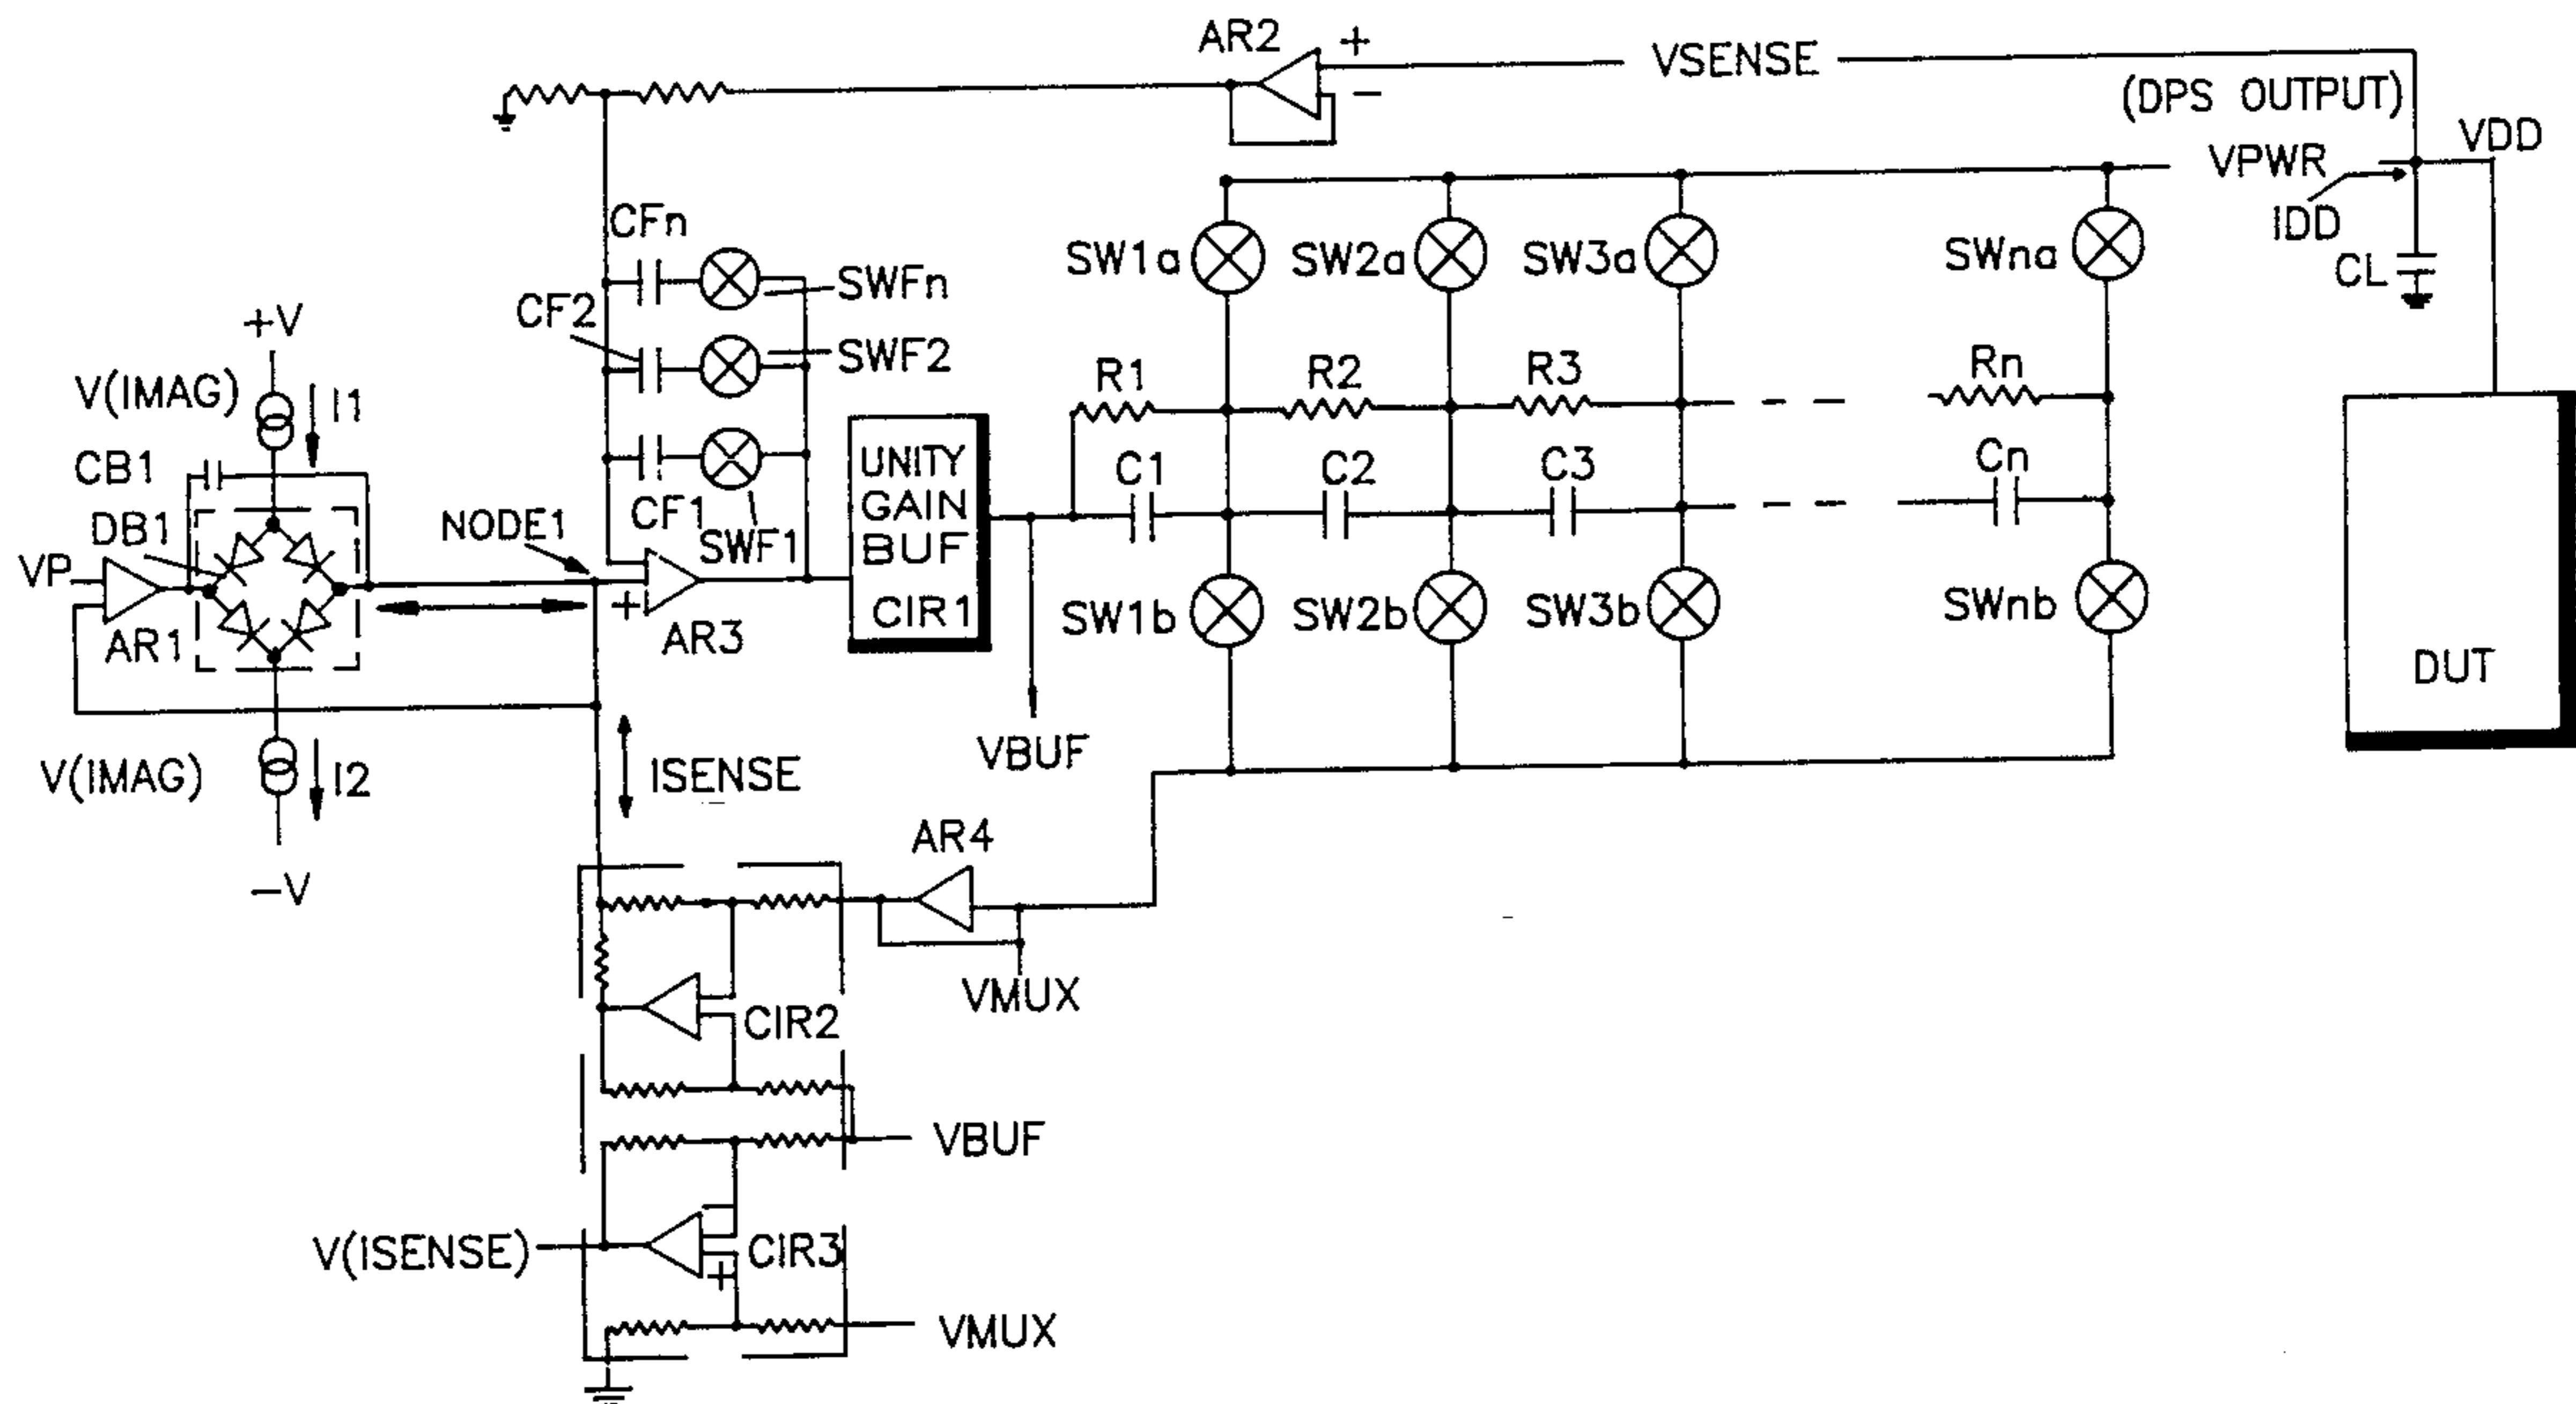 AR2
+
−
VSENSE
(DPS OUTPUT)
VPWR
VDD
IDD
CL
CFn
SWFn
CF2
SWF2
CF1
SWF1
SW1a
SW2a
SW3a
SWna
+V
V(IMAG)
I1
CB1
DB1
VP
AR1
NODE1
+
AR3
UNITY
GAIN
BUF
CIR1
R1
R2
R3
Rn
C1
C2
C3
Cn
SW1b
SW2b
SW3b
SWnb
DUT
VBUF
V(IMAG)
I2
−V
ISENSE
AR4
VMUX
CIR2
VBUF
V(ISENSE)
−
CIR3
+
VMUX